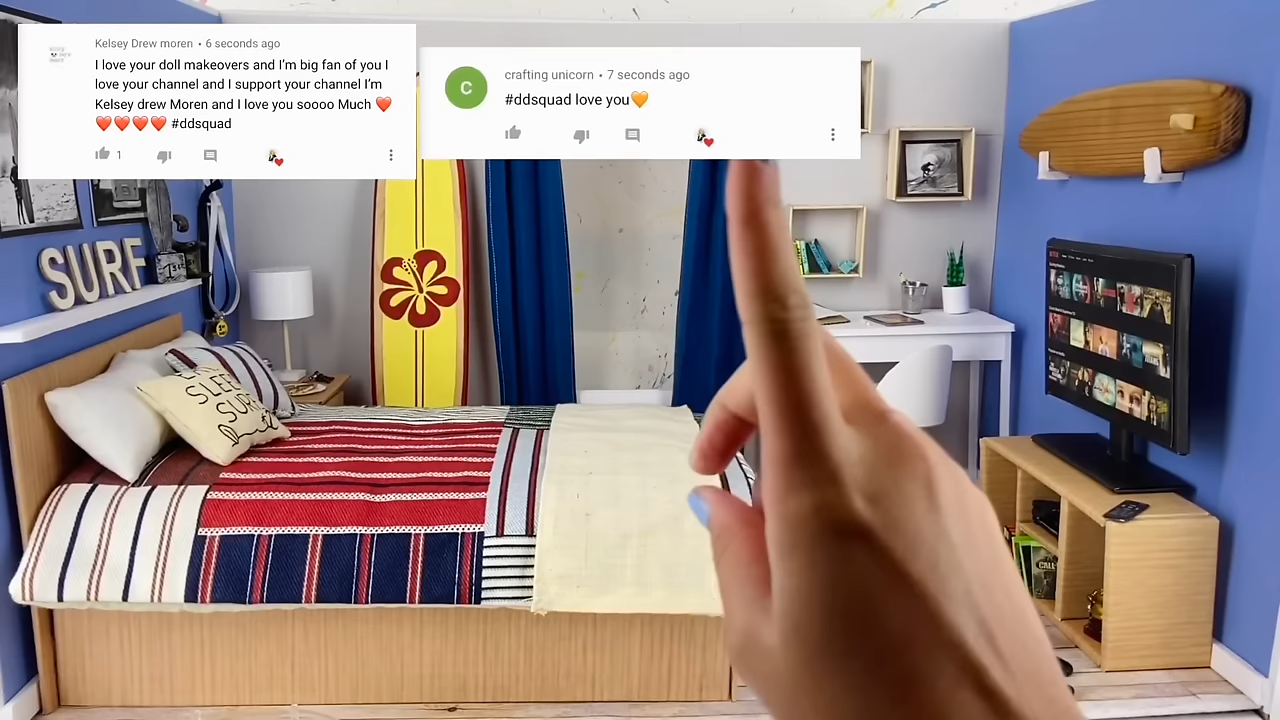 Kelsey Drew moren • 6 seconds ago
I love your doll makeovers and I'm big fan of you I
love your channel and I support your channel I'm
Kelsey drew Moren and I love you soooo Much ❤️
❤️❤️❤️❤️ #ddsquad
1
C
crafting unicorn • 7 seconds ago
#ddsquad love you🧡
SURF
SLEEP
SURF
NETFLIX
CALL